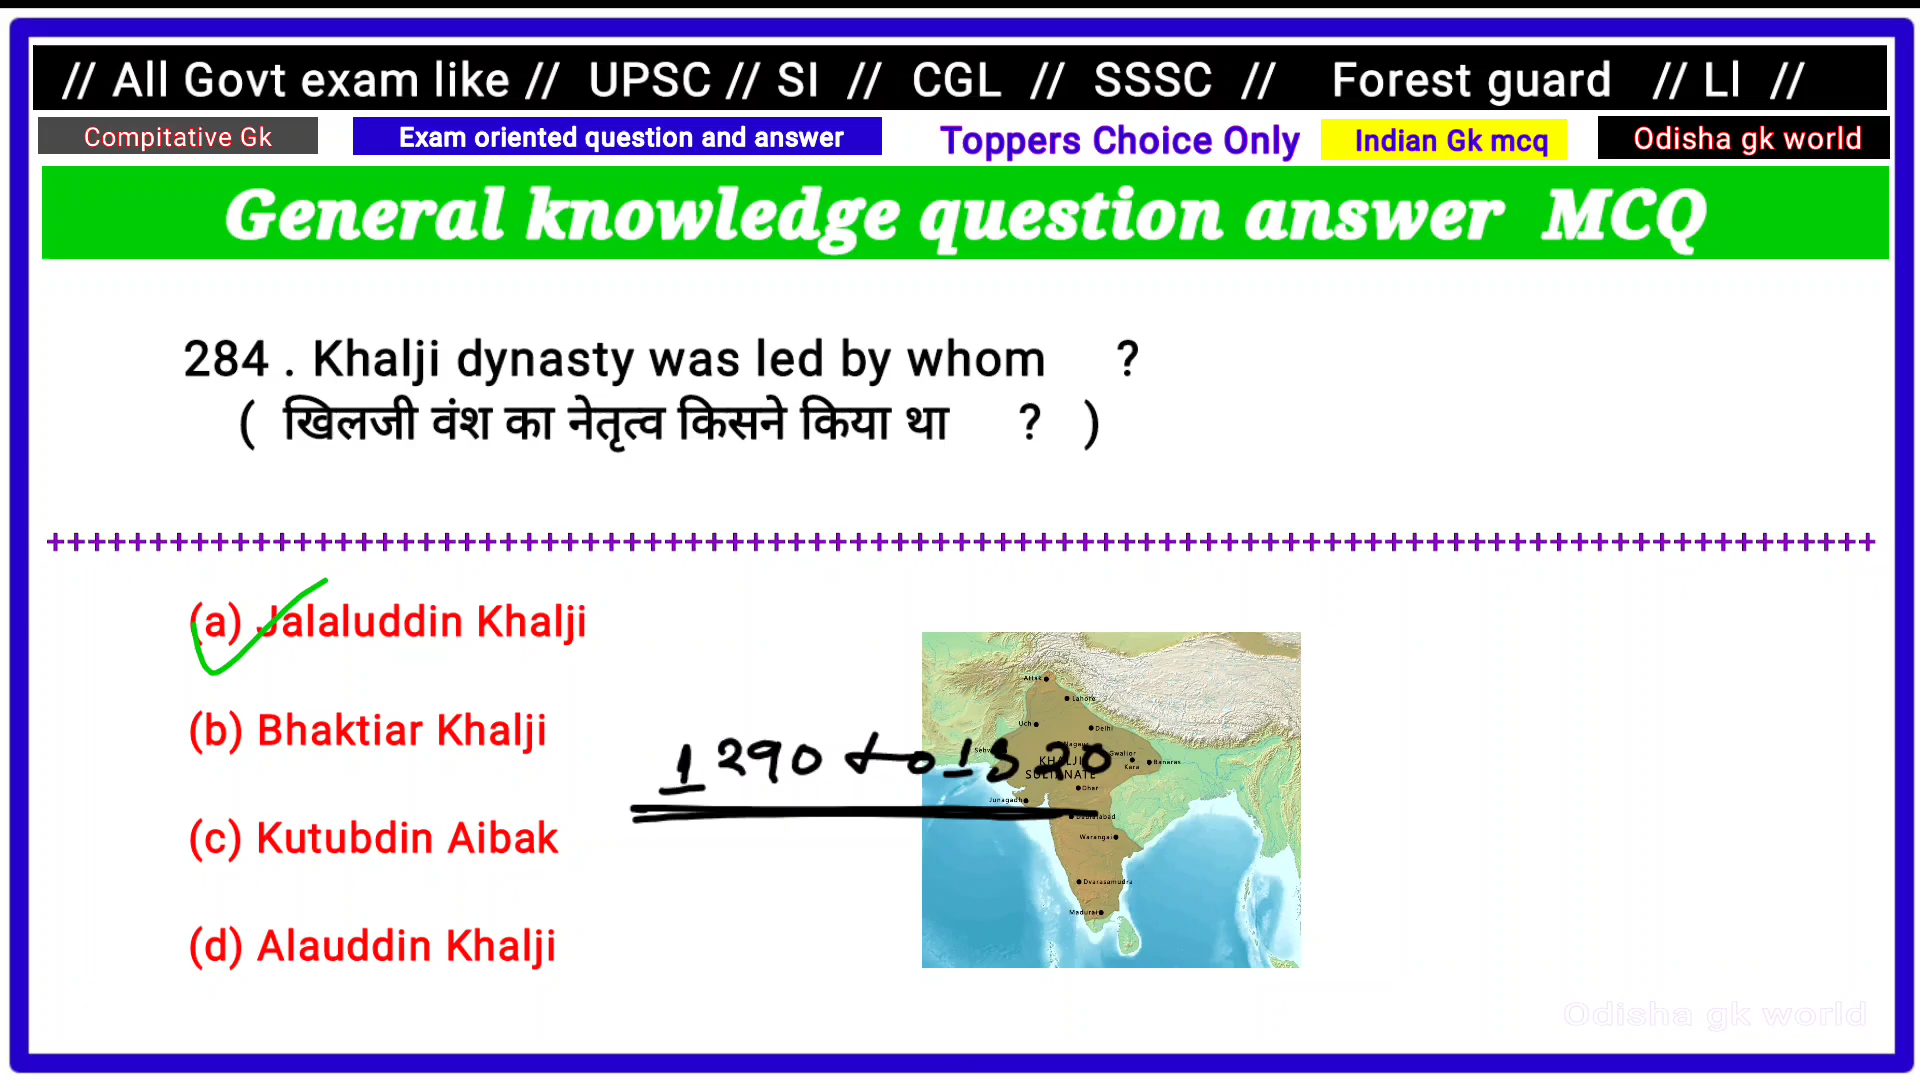 // All Govt exam like // UPSC // SI // CGL // SSSC // Forest guard // Ll //
Compitative Gk Exam oriented question and answer Toppers Choice Only Indian Gk mcq Odisha gk world
General knowledge question answer MCQ
284 . Khalji dynasty was led by whom ?
( खिलजी वंश का नेतृत्व किसने किया था ? )
+++++++++++++++++++++++++++++++++++++++++++++++++++++++++++++++++++++++++++++++++++++++++
(a) Jalaluddin Khalji
(b) Bhaktiar Khalji
(c) Kutubdin Aibak
(d) Alauddin Khalji
1290 to 1320
Attak
Lahore
Uch
Delhi
Gwalior
Kara
Banaras
KHALJI
SULTANATE
Dhar
Junagadh
Warangal
Dvarasamudra
Madurai
Odisha gk world